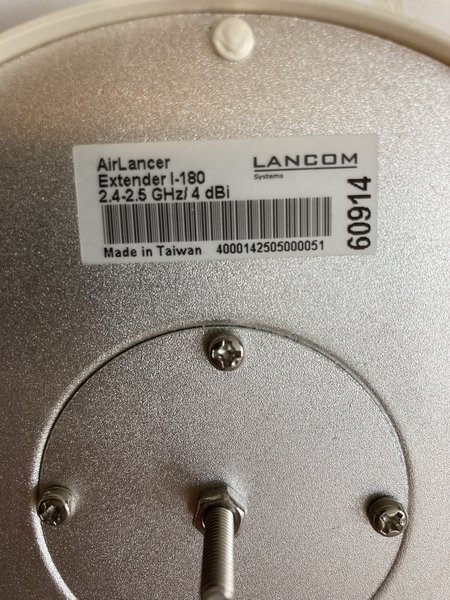 AirLancer
Extender I-180
2.4-2.5 GHz/ 4 dBi
LANCOM
Systems
Made in Taiwan 4000142505000051
60914